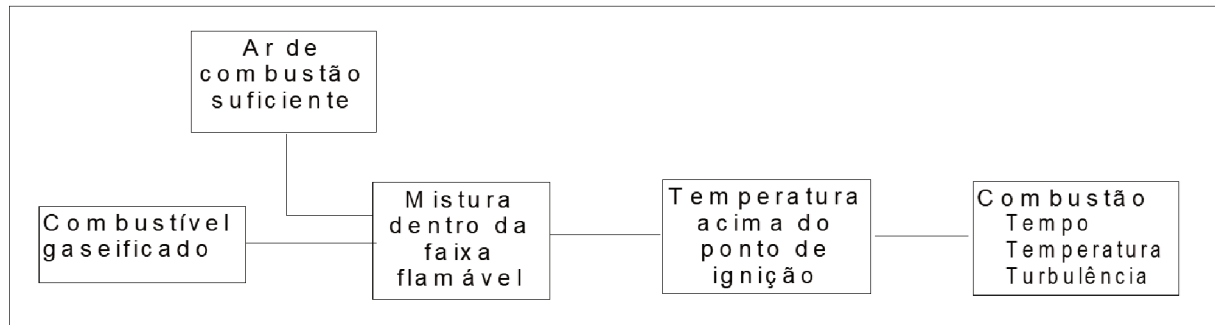 Ar de
combustão
suficiente
Combustível
gaseificado
Mistura
dentro da
faixa
flamável
Temperatura
acima do
ponto de
ignição
Combustão
Tempo
Temperatura
Turbulência